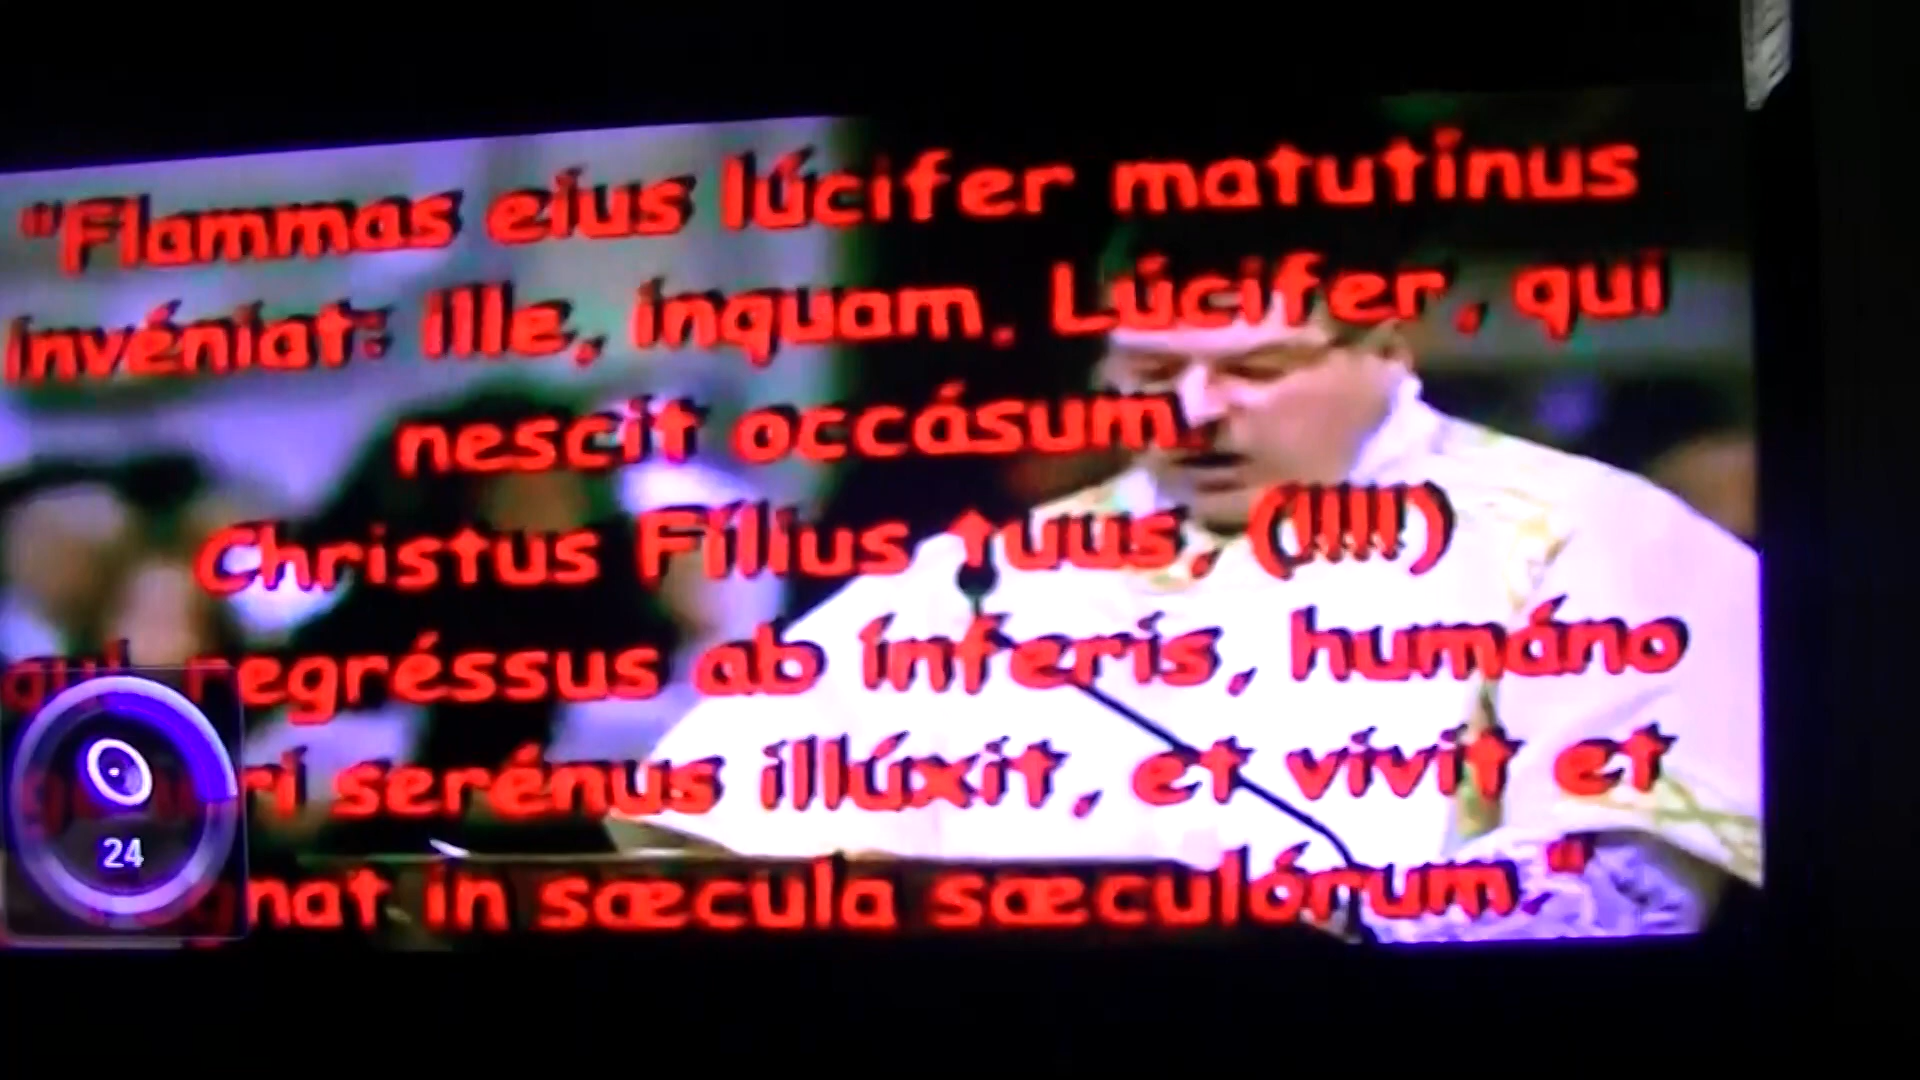 "Flammas eius lúcifer matutínus
invéniat: ille, inquam, Lúcifer, qui
nescit occásum.
Christus Fílius tuus, (!!!!)
regréssus ab ínferis, humáno
serénus illúxit, et vivit et
in sæcula sæculórum."
24